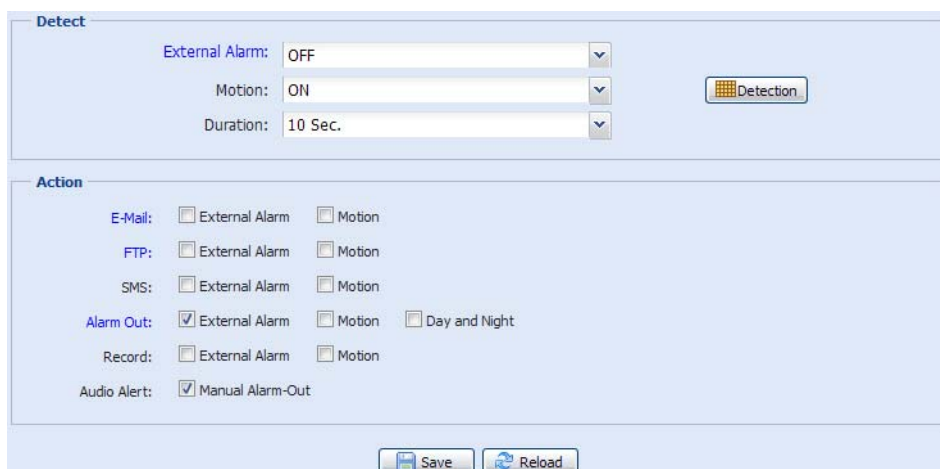 Detect
External Alarm: OFF
Motion: ON Detection
Duration: 10 Sec.
Action
E-Mail: External Alarm Motion
FTP: External Alarm Motion
SMS: External Alarm Motion
Alarm Out: External Alarm Motion Day and Night
Record: External Alarm Motion
Audio Alert: Manual Alarm-Out
Save Reload